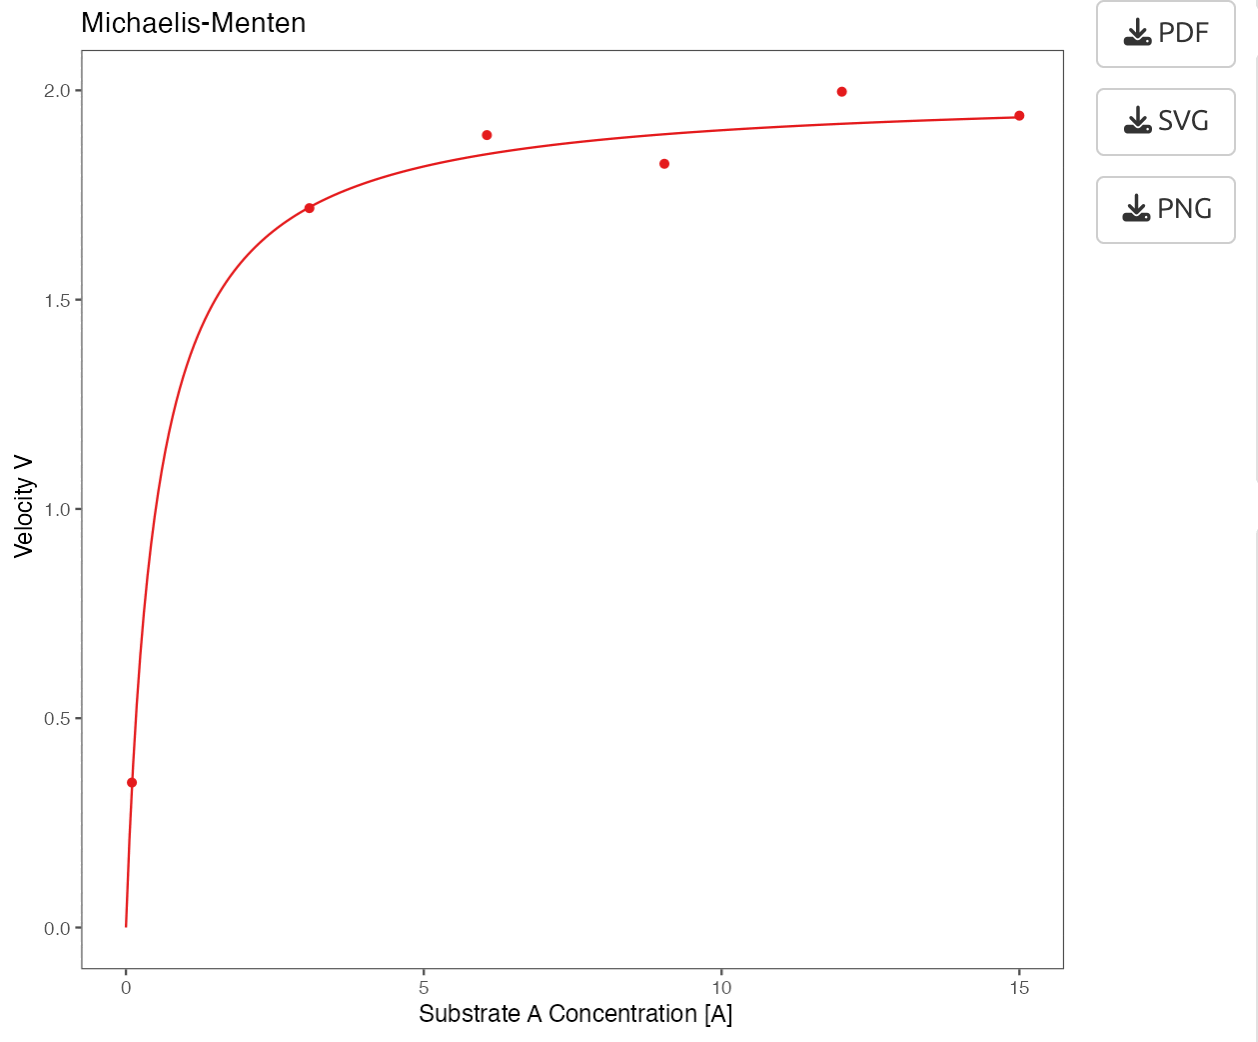 Michaelis-Menten
PDF
SVG
PNG
2.0
1.5
1.0
0.5
0.0
Velocity V
0 5 10 15
Substrate A Concentration [A]